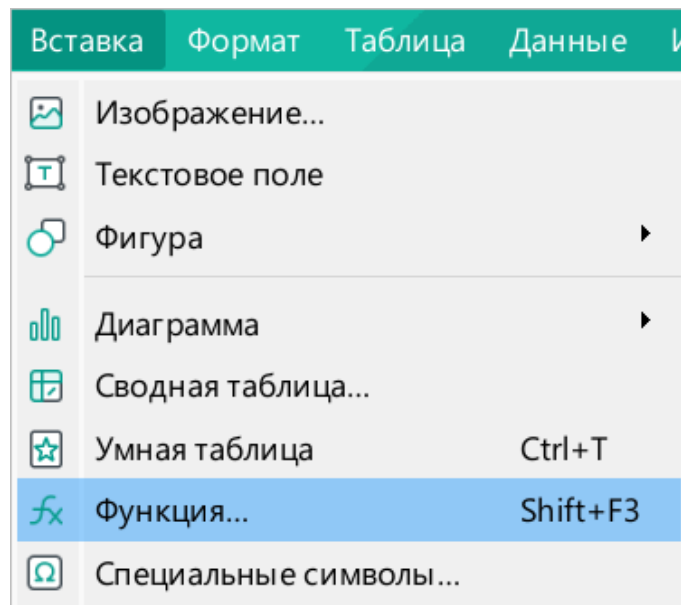 Вставка Формат Таблица Данные
Изображение...
Текстовое поле
Фигура
Диаграмма
Сводная таблица...
Умная таблица Ctrl+T
Функция... Shift+F3
Специальные символы...